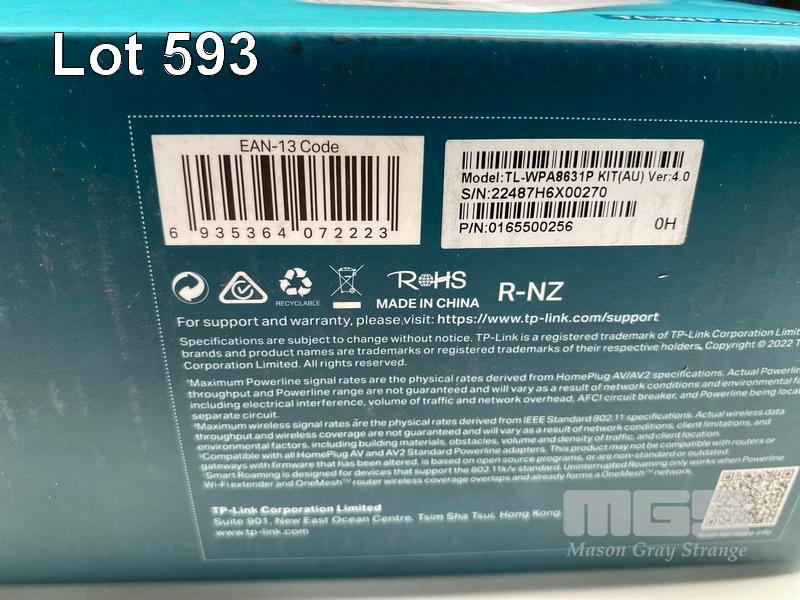 Lot 593
EAN-13 Code
6 935364 072223
Model:TL-WPA8631P KIT(AU) Ver:4.0
S/N:22487H6X00270
P/N:0165500256
0H
RECYCLABLE
RoHS
MADE IN CHINA
R-NZ
For support and warranty, please visit: https://www.tp-link.com/support
Specifications are subject to change without notice. TP-Link is a registered trademark of TP-Link Corporation Limit
brands and product names are trademarks or registered trademarks of their respective holders. Copyright © 2022 T
Corporation Limited. All rights reserved.
Maximum Powerline signal rates are the physical rates derived from HomePlug AV/AV2 specifications. Actual Powerline
throughput and Powerline range are not guaranteed and will vary as a result of network conditions and environmental fa
including electrical interference, volume of traffic and network overhead, AFCI circuit breaker, and Powerline being loca
separate circuit.
Maximum wireless signal rates are the physical rates derived from IEEE Standard 802.11 specifications. Actual wireless data
throughput and wireless coverage are not guaranteed and will vary as a result of network conditions, client limitations, and
environmental factors, including building materials, obstacles, volume and density of traffic, and client location.
Compatible with all HomePlug AV and AV2 Standard Powerline adapters. This product may not be compatible with routers or
gateways with firmware that has been altered, is based on open source programs, or are non-standard or outdated.
Smart Roaming is designed for devices that support the 802.11k/v standard. Uninterrupted Roaming only works when Powerline
Wi-Fi extender and OneMesh™ router wireless coverage overlaps and already forms a OneMesh™ network.
TP-Link Corporation Limited
Suite 901, New East Ocean Centre, Tsim Sha Tsui, Hong Kong
www.tp-link.com
Scan for more info
MGS
Mason Gray Strange